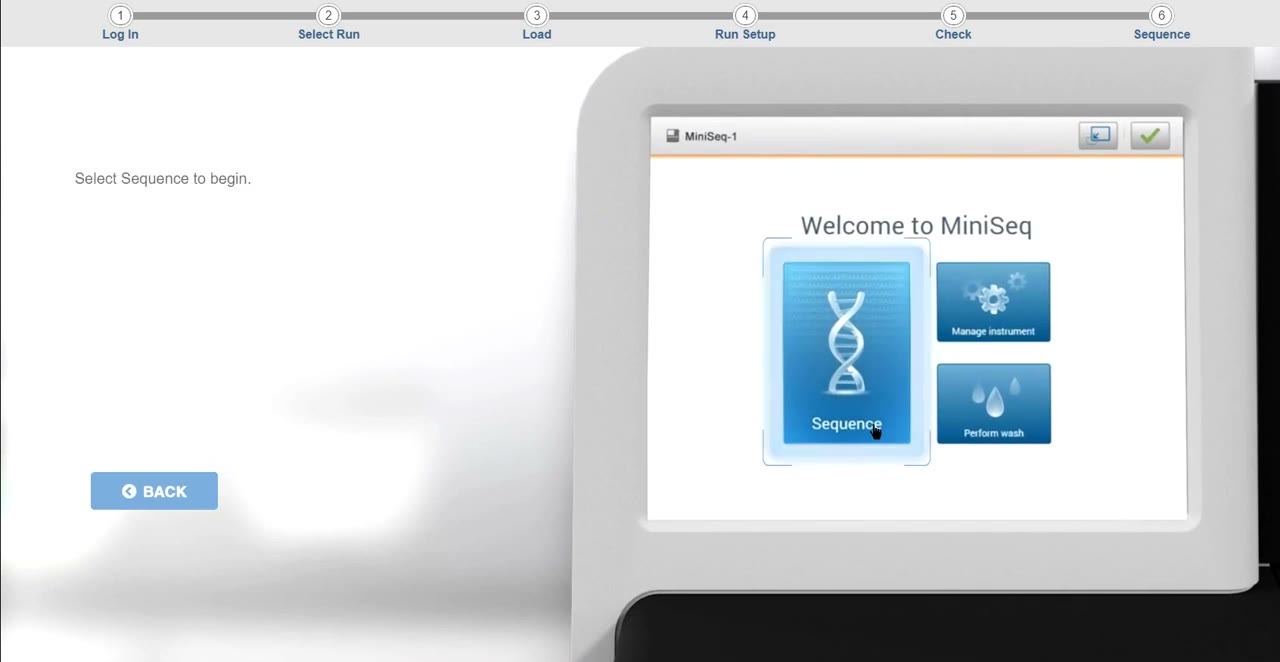 1
2
3
4
5
6
Log In
Select Run
Load
Run Setup
Check
Sequence
MiniSeq-1
Select Sequence to begin.
Welcome to MiniSeq
Manage instrument
Sequence
Perform wash
BACK